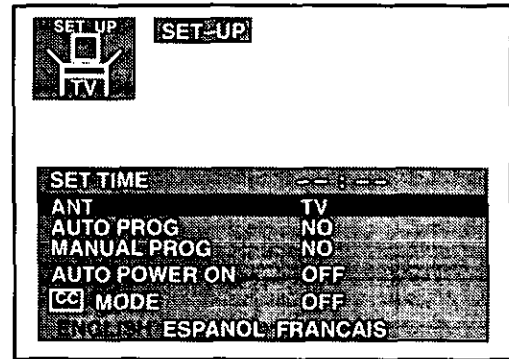 SET UP
TV
SET-UP
SET TIME --:--
ANT TV
AUTO PROG NO
MANUAL PROG NO
AUTO POWER ON OFF
CC MODE OFF
ENGLISH ESPANOL FRANCAIS